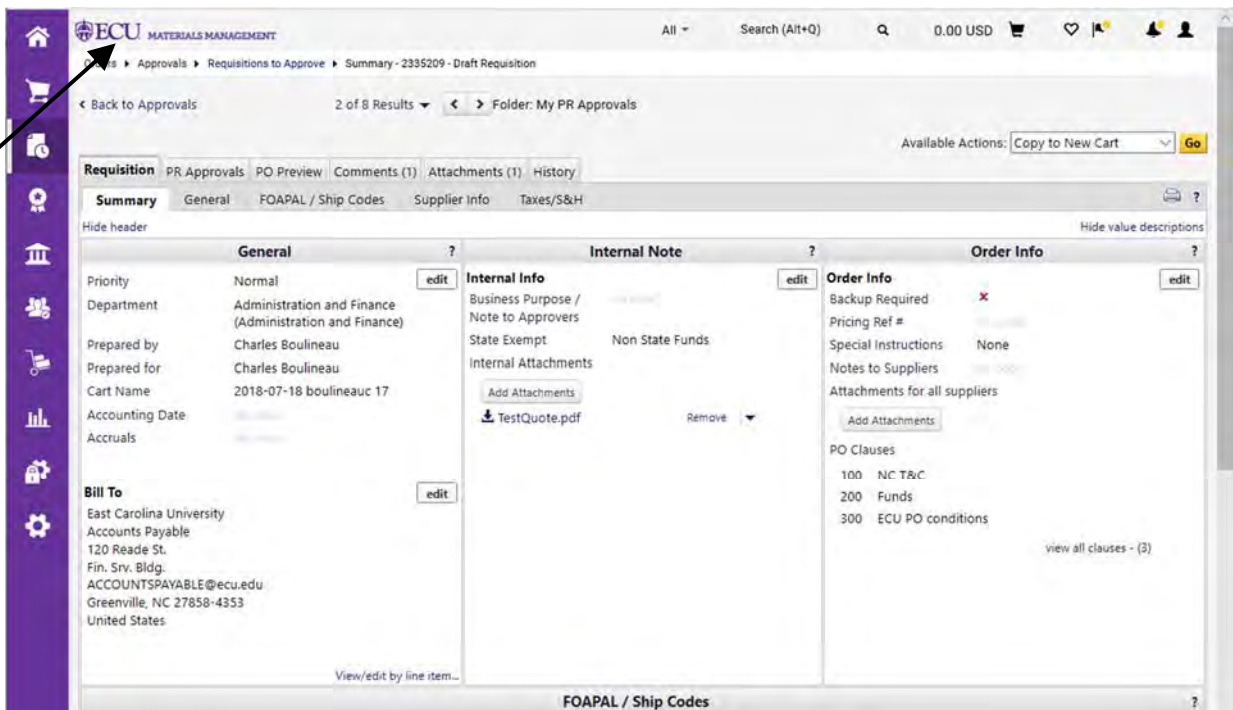 ECU MATERIALS MANAGEMENT All Search (Alt+Q) 0.00 USD
Orders Approvals Requisitions to Approve Summary - 2335209 - Draft Requisition
Back to Approvals 2 of 8 Results Folder: My PR Approvals
Available Actions: Copy to New Cart Go
Requisition PR Approvals PO Preview Comments (1) Attachments (1) History
Summary General FOAPAL / Ship Codes Supplier Info Taxes/S&H ?
Hide header Hide value descriptions
General ? Internal Note ? Order Info ?
Priority Normal edit
Department Administration and Finance
(Administration and Finance)
Prepared by Charles Boulineau
Prepared for Charles Boulineau
Cart Name 2018-07-18 boulineauc 17
Accounting Date
Accruals
Bill To edit
East Carolina University
Accounts Payable
120 Reade St.
Fin. Srv. Bldg.
ACCOUNTSPAYABLE@ecu.edu
Greenville, NC 27858-4353
United States
View/edit by line item...
Internal Info edit
Business Purpose /
Note to Approvers
State Exempt Non State Funds
Internal Attachments
Add Attachments
TestQuote.pdf Remove
Order Info edit
Backup Required
Pricing Ref #
Special Instructions None
Notes to Suppliers
Attachments for all suppliers
Add Attachments
PO Clauses
100 NC T&C
200 Funds
300 ECU PO conditions
view all clauses - (3)
FOAPAL / Ship Codes ?